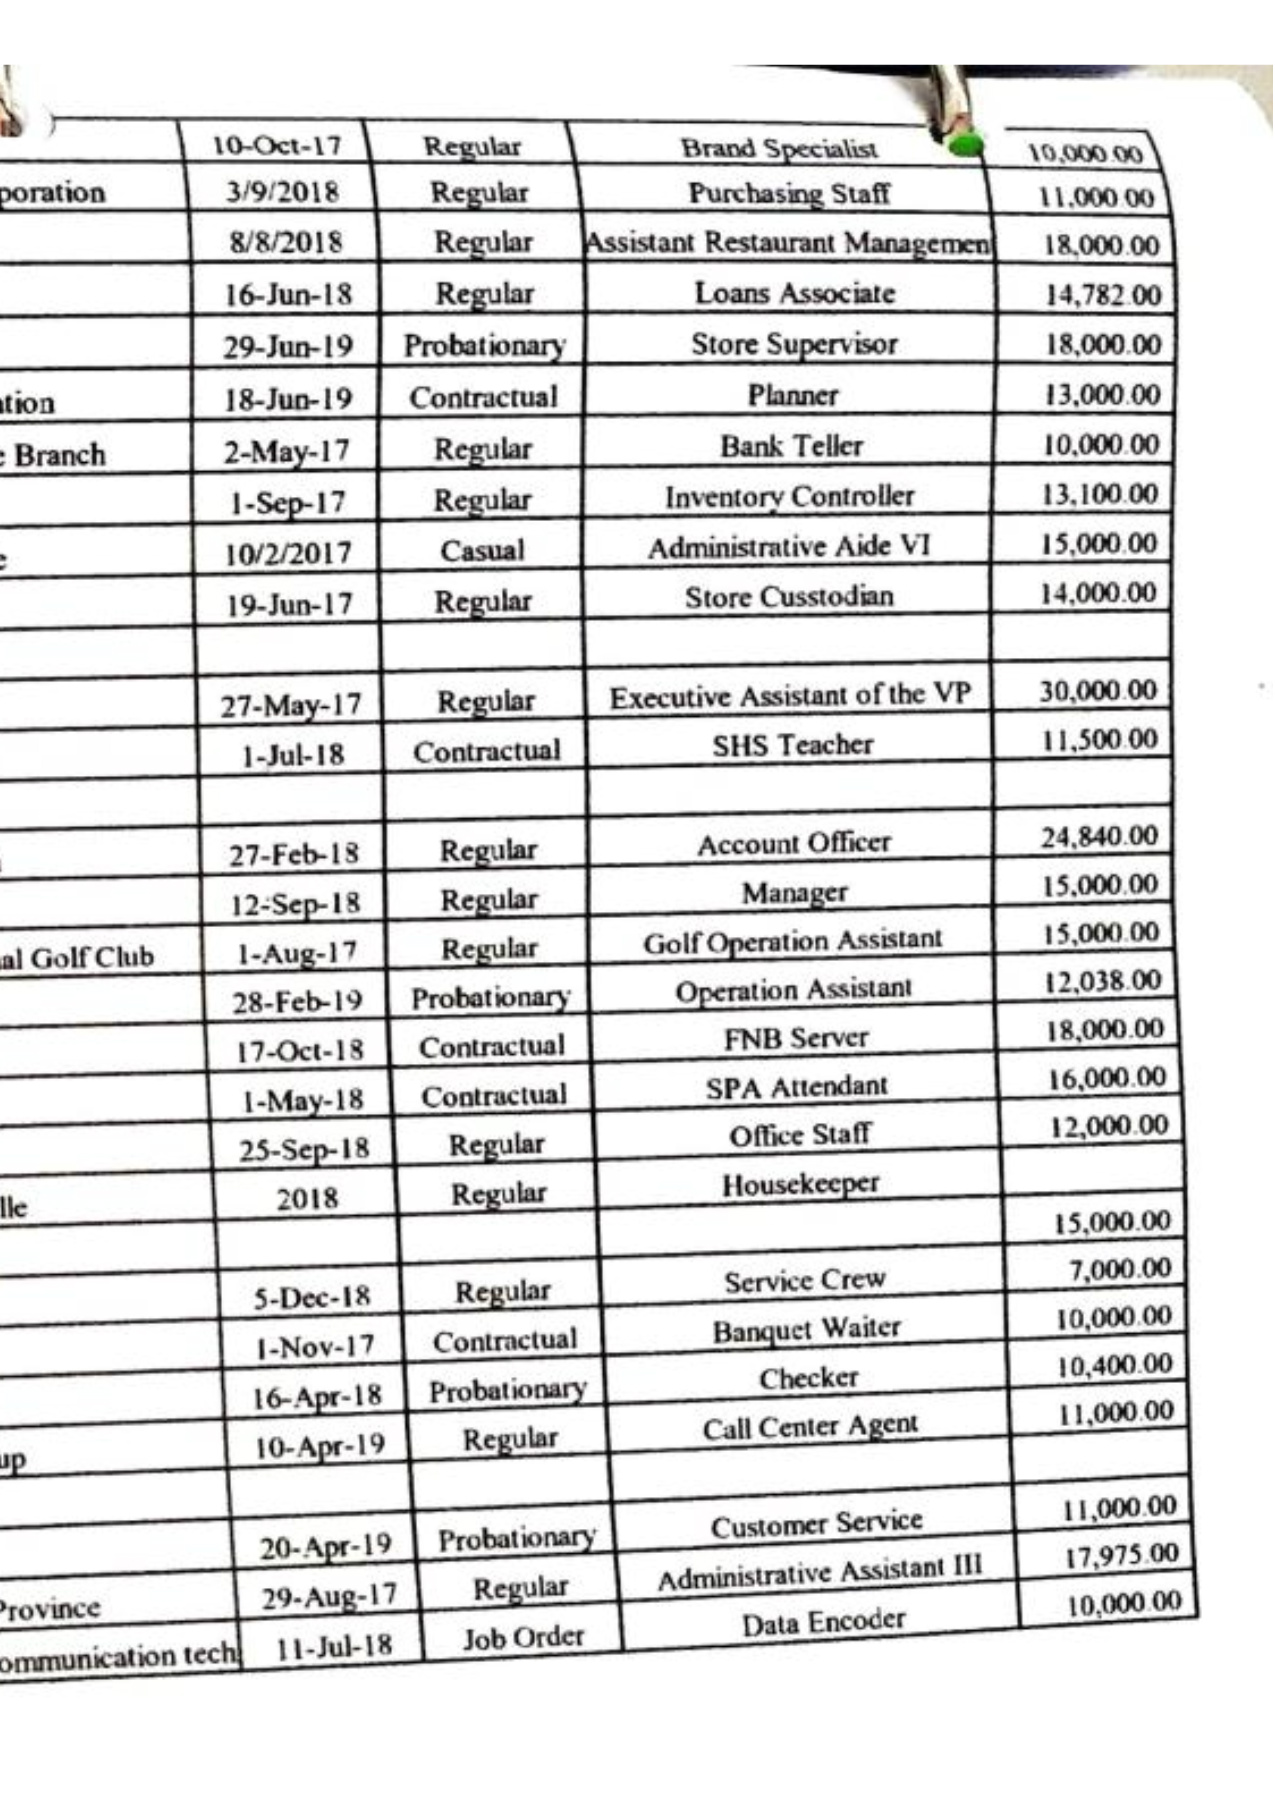 10-Oct-17 Regular Brand Specialist 10,000.00
poration 3/9/2018 Regular Purchasing Staff 11,000.00
8/8/2018 Regular Assistant Restaurant Managemen 18,000.00
16-Jun-18 Regular Loans Associate 14,782.00
29-Jun-19 Probationary Store Supervisor 18,000.00
ation 18-Jun-19 Contractual Planner 13,000.00
e Branch 2-May-17 Regular Bank Teller 10,000.00
1-Sep-17 Regular Inventory Controller 13,100.00
e 10/2/2017 Casual Administrative Aide VI 15,000.00
19-Jun-17 Regular Store Cusstodian 14,000.00
27-May-17 Regular Executive Assistant of the VP 30,000.00
1-Jul-18 Contractual SHS Teacher 11,500.00
27-Feb-18 Regular Account Officer 24,840.00
12-Sep-18 Regular Manager 15,000.00
al Golf Club 1-Aug-17 Regular Golf Operation Assistant 15,000.00
28-Feb-19 Probationary Operation Assistant 12,038.00
17-Oct-18 Contractual FNB Server 18,000.00
1-May-18 Contractual SPA Attendant 16,000.00
25-Sep-18 Regular Office Staff 12,000.00
lle 2018 Regular Housekeeper
15,000.00
5-Dec-18 Regular Service Crew 7,000.00
1-Nov-17 Contractual Banquet Waiter 10,000.00
16-Apr-18 Probationary Checker 10,400.00
up 10-Apr-19 Regular Call Center Agent 11,000.00
20-Apr-19 Probationary Customer Service 11,000.00
Province 29-Aug-17 Regular Administrative Assistant III 17,975.00
ommunication tech 11-Jul-18 Job Order Data Encoder 10,000.00